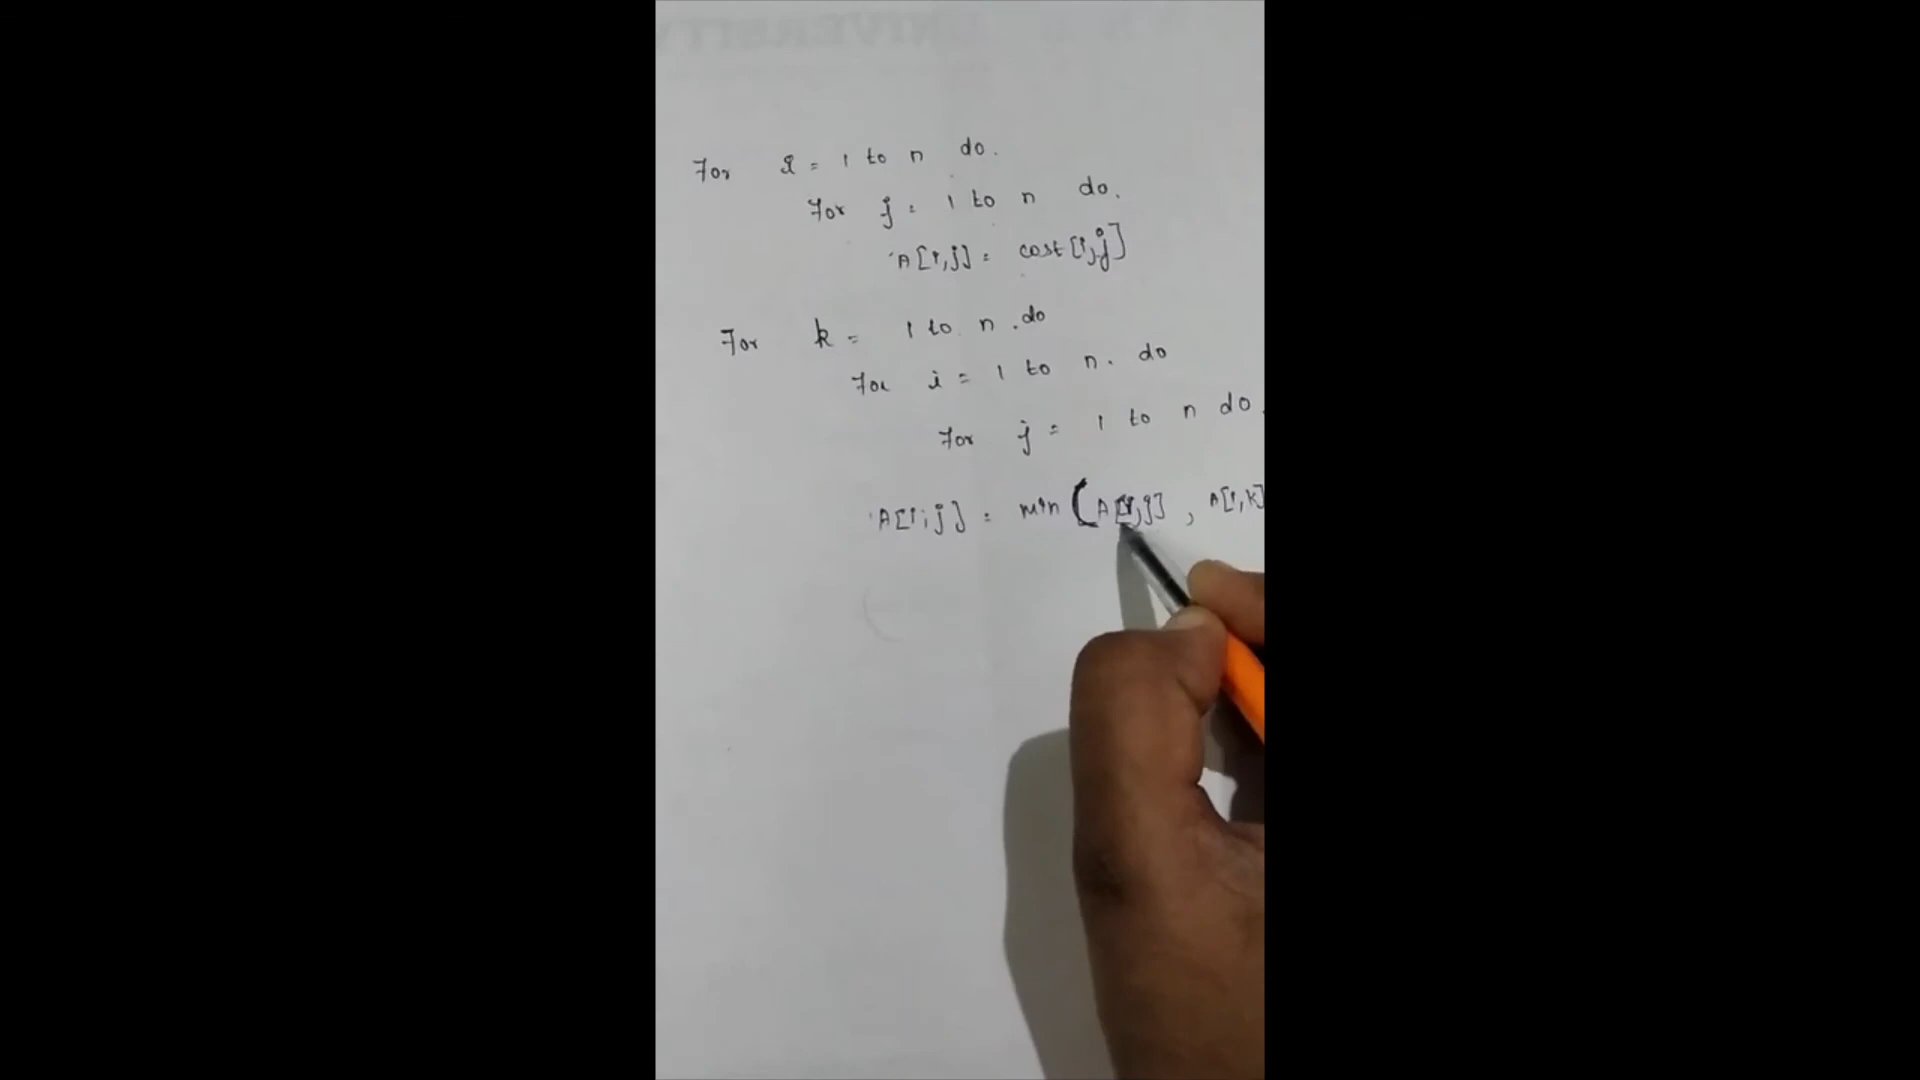 For i = 1 to n do.
For j = 1 to n do.
A[i,j] = cost[i,j]
For k = 1 to n do
For i = 1 to n. do
For j = 1 to n do.
A[i,j] = min (A[i,j] , A[i,k]